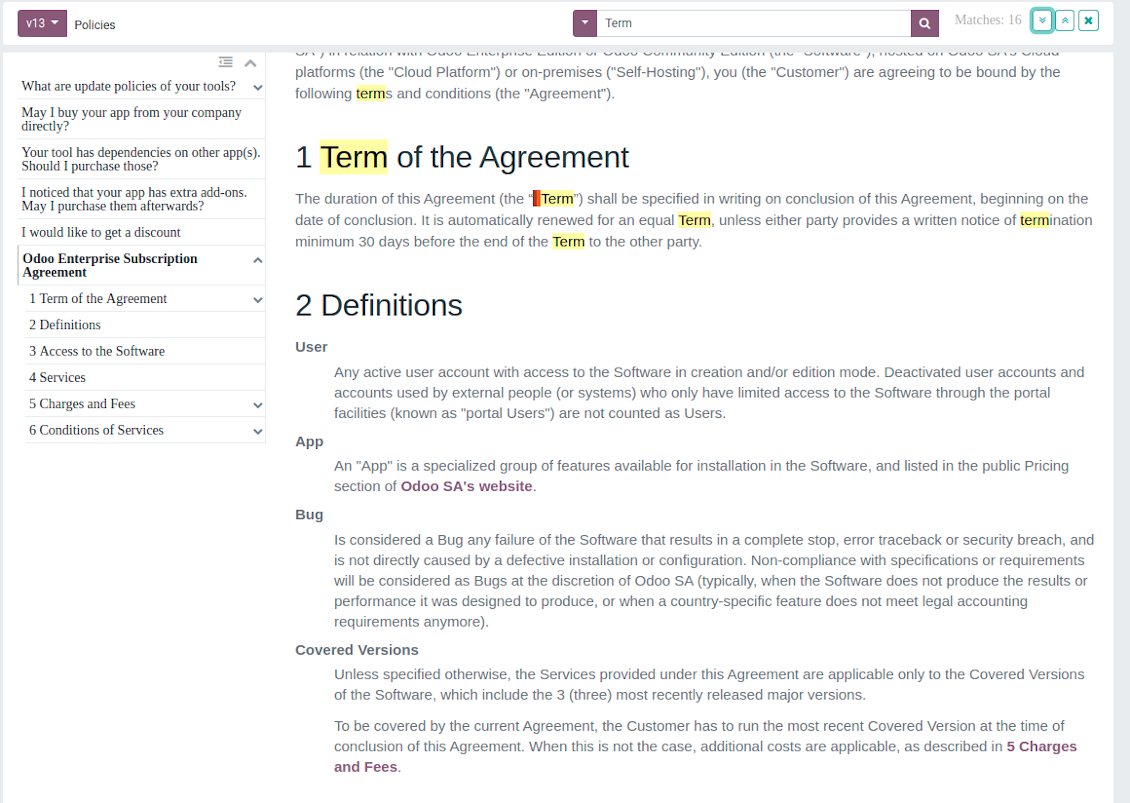 v13
Policies
Term
Matches: 16
What are update policies of your tools?
May I buy your app from your company
directly?
Your tool has dependencies on other app(s).
Should I purchase those?
I noticed that your app has extra add-ons.
May I purchase them afterwards?
I would like to get a discount
Odoo Enterprise Subscription
Agreement
1 Term of the Agreement
2 Definitions
3 Access to the Software
4 Services
5 Charges and Fees
6 Conditions of Services
SA") in relation with Odoo Enterprise Edition or Odoo Community Edition (the "Software"), hosted on Odoo SA's Cloud
platforms (the "Cloud Platform") or on-premises ("Self-Hosting"), you (the "Customer") are agreeing to be bound by the
following terms and conditions (the "Agreement").
1 Term of the Agreement
The duration of this Agreement (the “Term”) shall be specified in writing on conclusion of this Agreement, beginning on the
date of conclusion. It is automatically renewed for an equal Term, unless either party provides a written notice of termination
minimum 30 days before the end of the Term to the other party.
2 Definitions
User
Any active user account with access to the Software in creation and/or edition mode. Deactivated user accounts and
accounts used by external people (or systems) who only have limited access to the Software through the portal
facilities (known as "portal Users") are not counted as Users.
App
An "App" is a specialized group of features available for installation in the Software, and listed in the public Pricing
section of Odoo SA's website.
Bug
Is considered a Bug any failure of the Software that results in a complete stop, error traceback or security breach, and
is not directly caused by a defective installation or configuration. Non-compliance with specifications or requirements
will be considered as Bugs at the discretion of Odoo SA (typically, when the Software does not produce the results or
performance it was designed to produce, or when a country-specific feature does not meet legal accounting
requirements anymore).
Covered Versions
Unless specified otherwise, the Services provided under this Agreement are applicable only to the Covered Versions
of the Software, which include the 3 (three) most recently released major versions.
To be covered by the current Agreement, the Customer has to run the most recent Covered Version at the time of
conclusion of this Agreement. When this is not the case, additional costs are applicable, as described in 5 Charges
and Fees.